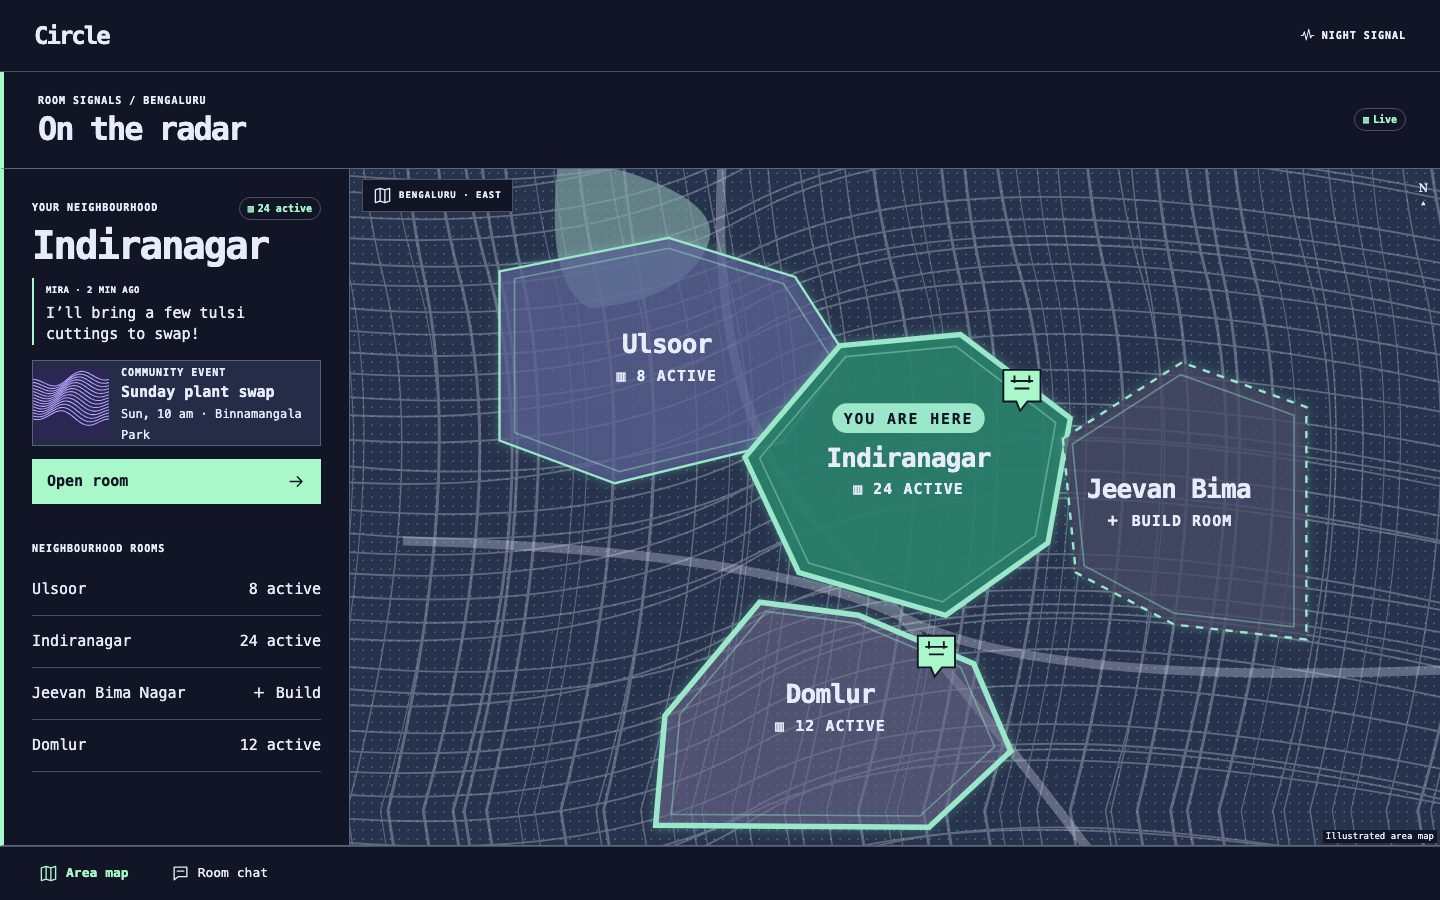 Circle
NIGHT SIGNAL
ROOM SIGNALS / BENGALURU
On the radar
Live
YOUR NEIGHBOURHOOD
24 active
Indiranagar
MIRA · 2 MIN AGO
I’ll bring a few tulsi
cuttings to swap!
COMMUNITY EVENT
Sunday plant swap
Sun, 10 am · Binnamangala
Park
Open room
NEIGHBOURHOOD ROOMS
Ulsoor 8 active
Indiranagar 24 active
Jeevan Bima Nagar + Build
Domlur 12 active
BENGALURU · EAST
N
Ulsoor
8 ACTIVE
YOU ARE HERE
Indiranagar
24 ACTIVE
Jeevan Bima
+ BUILD ROOM
Domlur
12 ACTIVE
Illustrated area map
Area map
Room chat